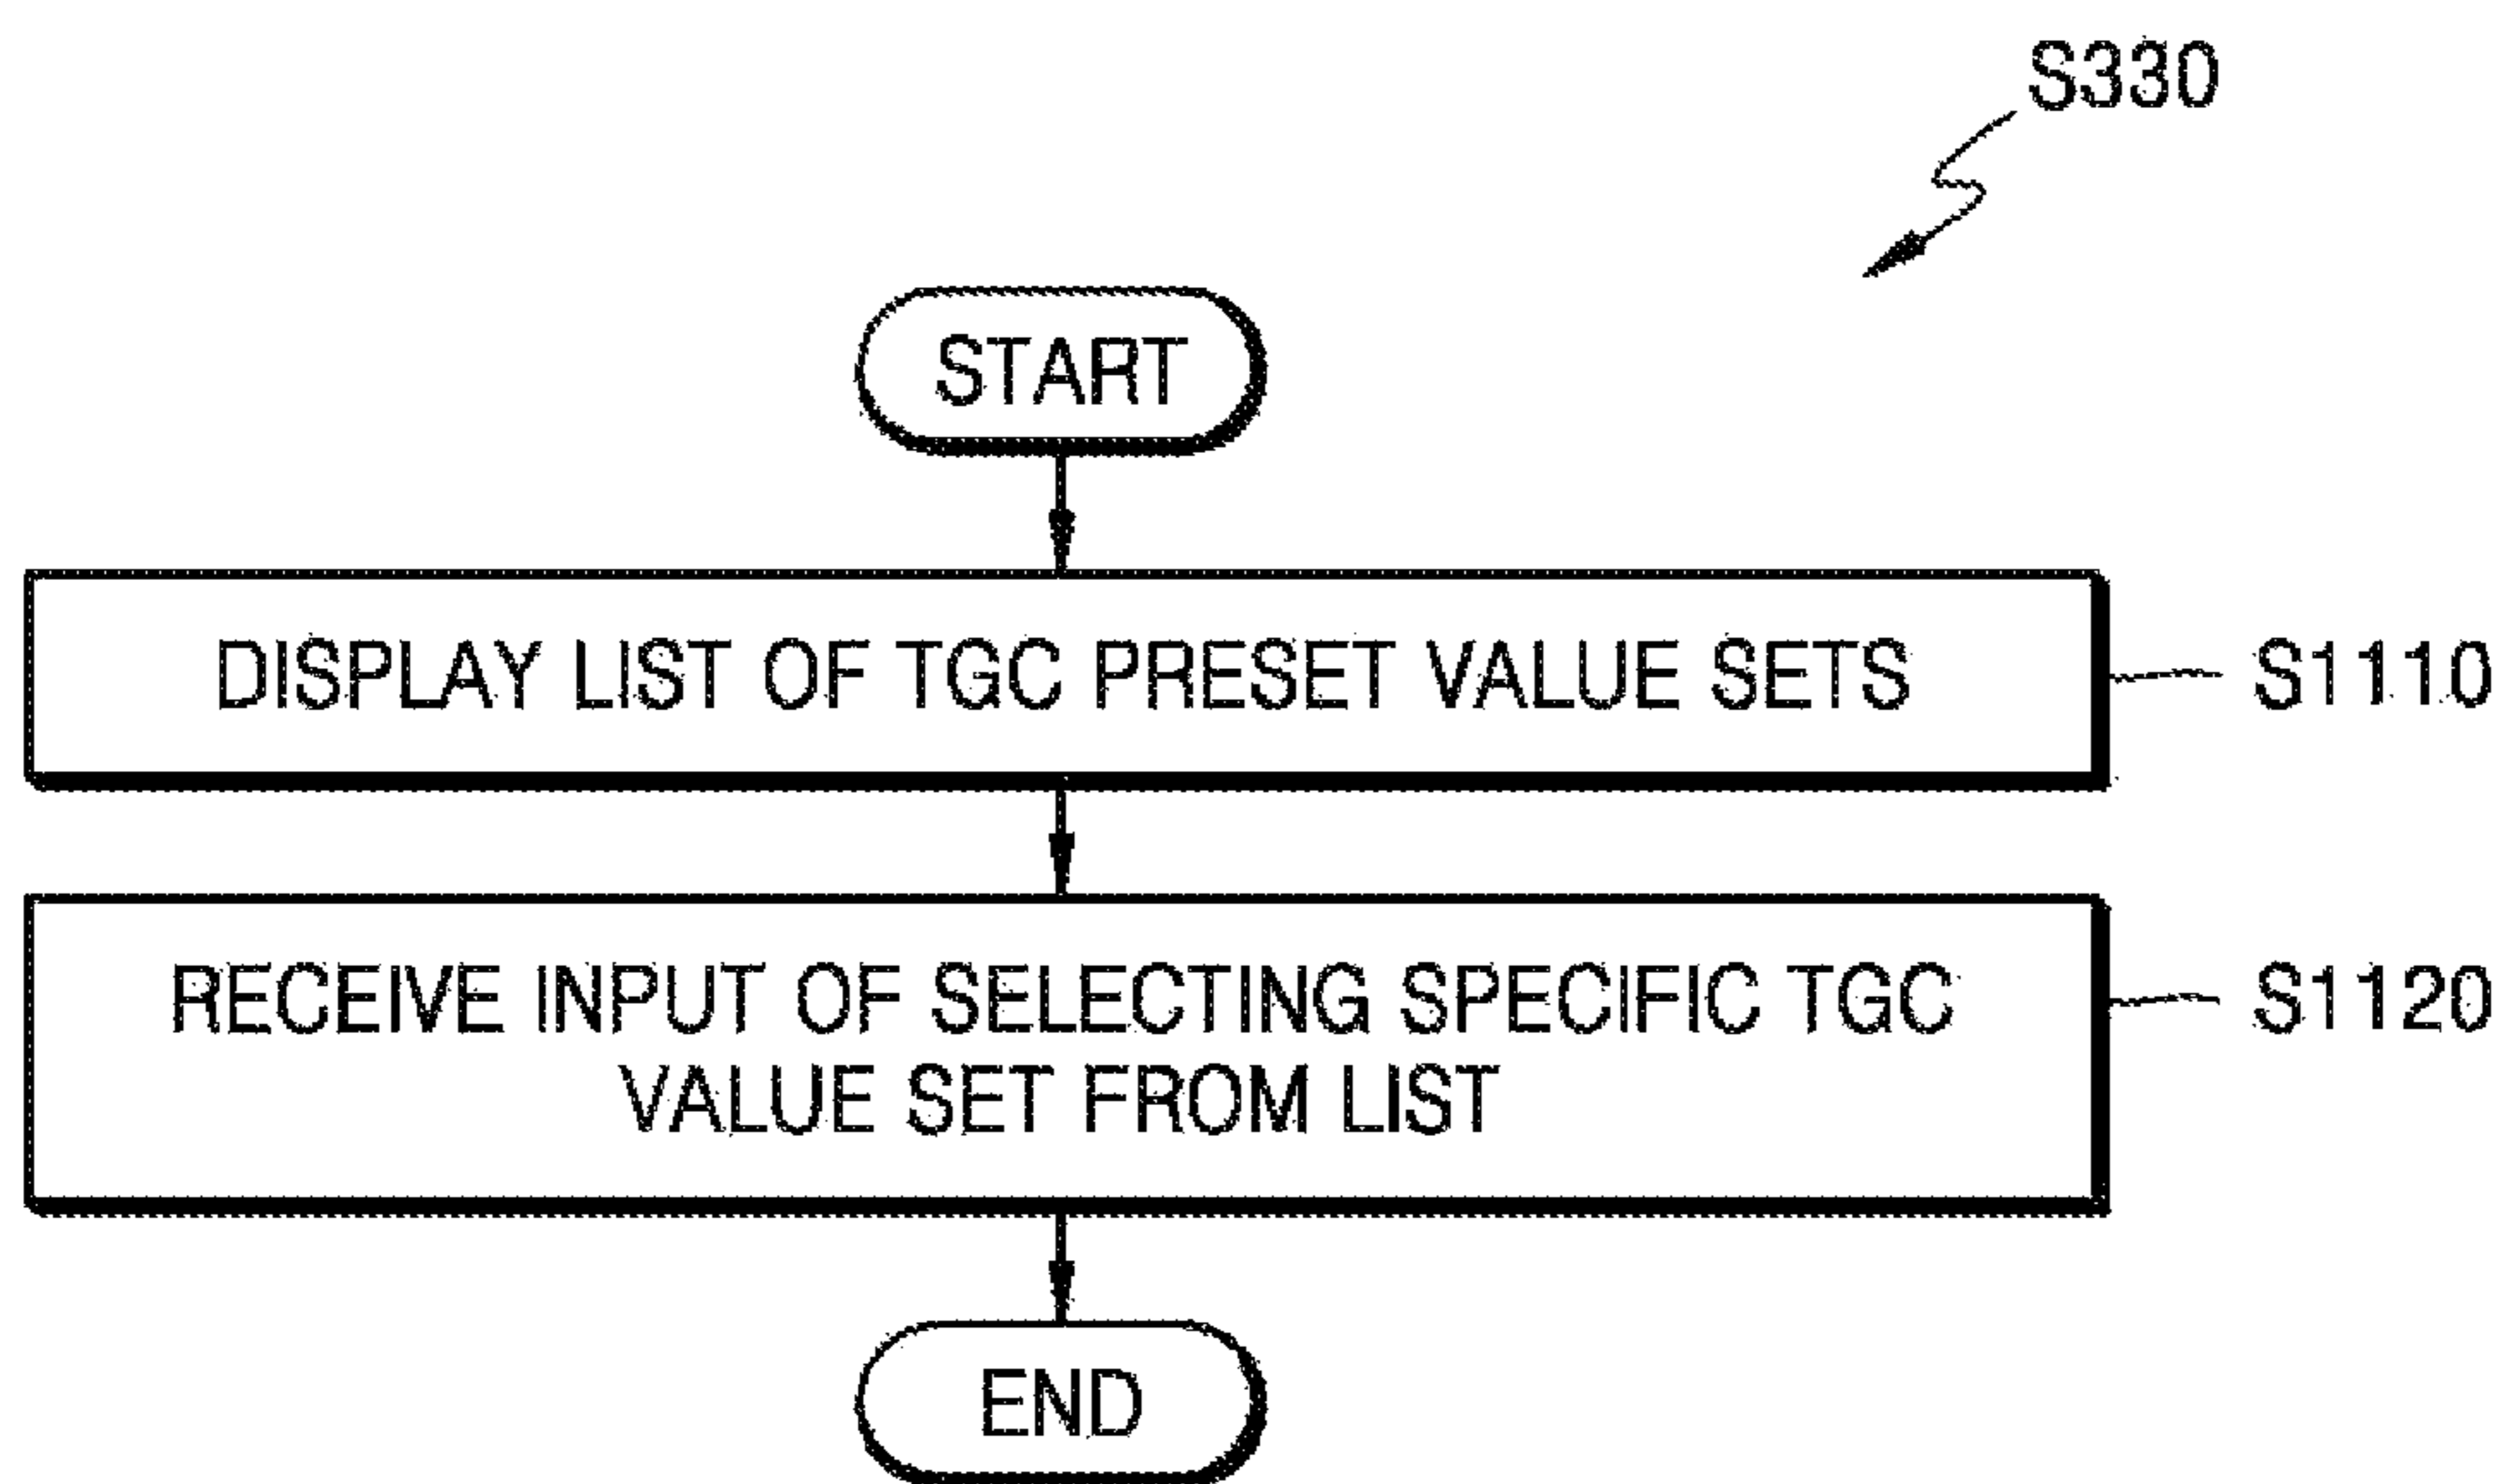 S330
START
DISPLAY LIST OF TGC PRESET VALUE SETS
S1110
RECEIVE INPUT OF SELECTING SPECIFIC TGC
VALUE SET FROM LIST
S1120
END